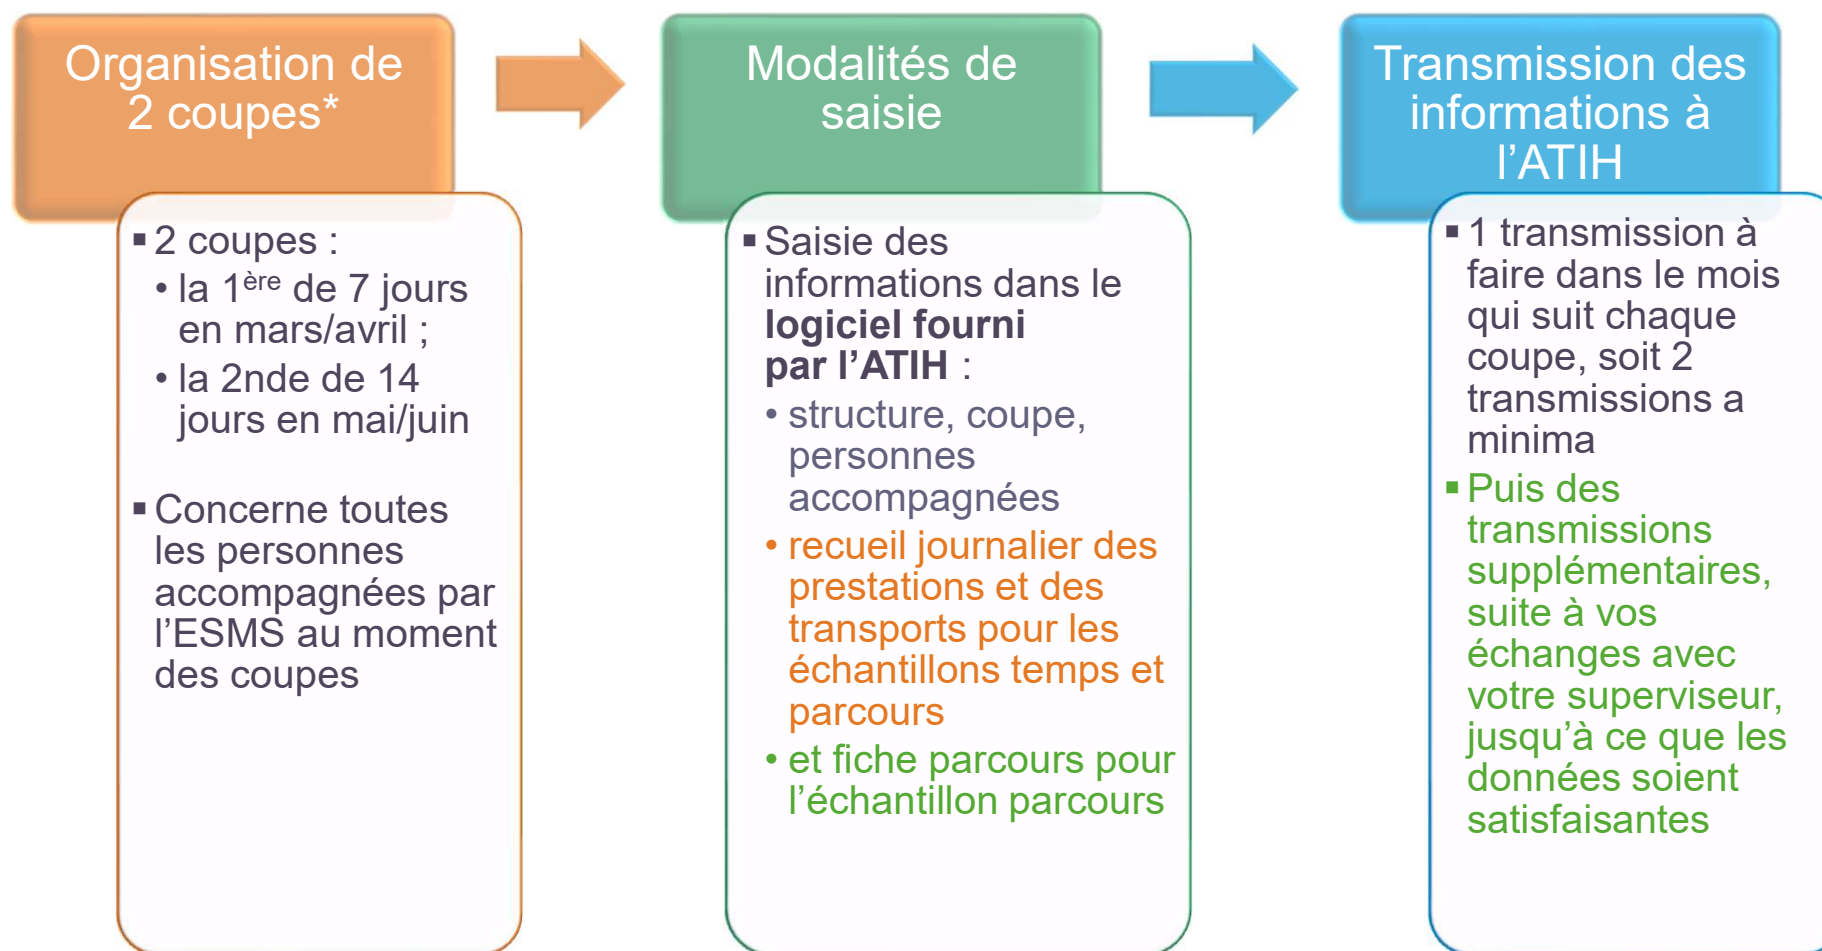 Organisation de
2 coupes*
▪ 2 coupes :
• la 1ère de 7 jours
en mars/avril ;
• la 2nde de 14
jours en mai/juin
▪ Concerne toutes
les personnes
accompagnées par
l’ESMS au moment
des coupes
Modalités de
saisie
▪ Saisie des
informations dans le
logiciel fourni
par l’ATIH :
• structure, coupe,
personnes
accompagnées
• recueil journalier des
prestations et des
transports pour les
échantillons temps et
parcours
• et fiche parcours pour
l’échantillon parcours
Transmission des
informations à
l’ATIH
▪ 1 transmission à
faire dans le mois
qui suit chaque
coupe, soit 2
transmissions a
minima
▪ Puis des
transmissions
supplémentaires,
suite à vos
échanges avec
votre superviseur,
jusqu’à ce que les
données soient
satisfaisantes